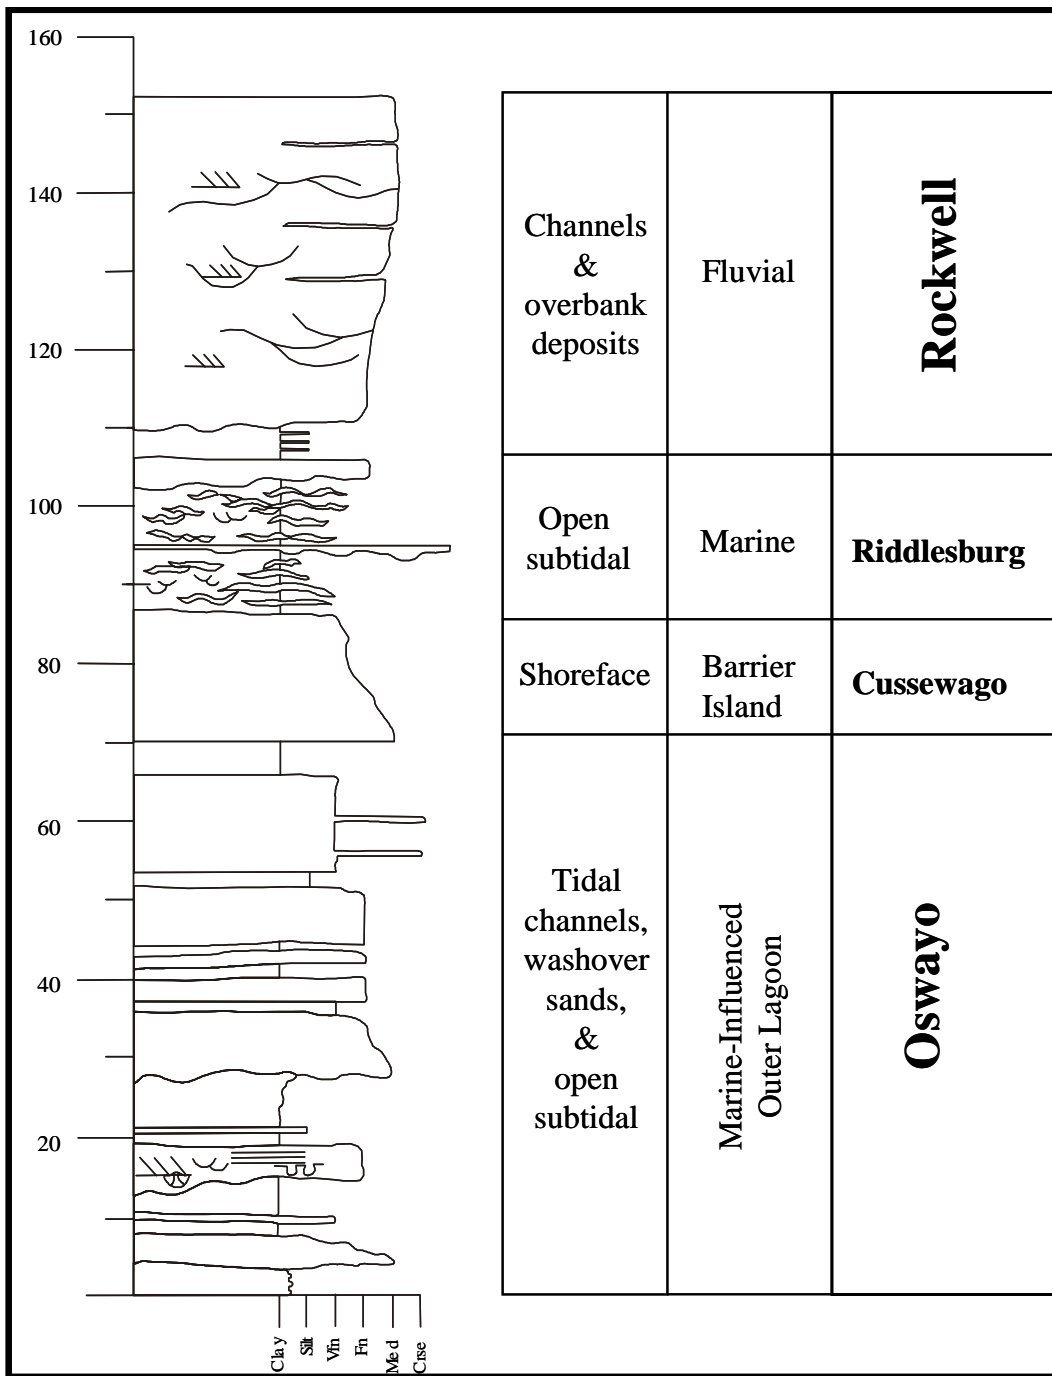 160
140
120
100
80
60
40
20
Clay
Silt
Vfn
Fn
Med
Crse
Channels
&
overbank
deposits
Fluvial
Rockwell
Open
subtidal
Marine
Riddlesburg
Shoreface
Barrier
Island
Cussewago
Tidal
channels,
washover
sands,
&
open
subtidal
Marine-Influenced
Outer Lagoon
Oswayo